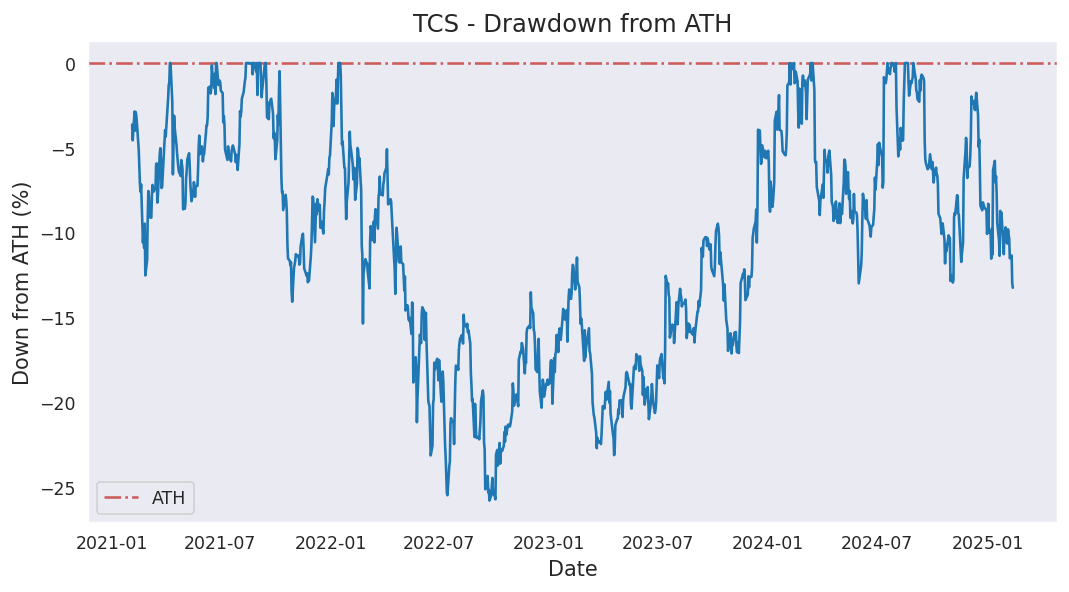 TCS - Drawdown from ATH
Down from ATH (%)
0
−5
−10
−15
−20
−25
ATH
2021-01 2021-07 2022-01 2022-07 2023-01 2023-07 2024-01 2024-07 2025-01
Date